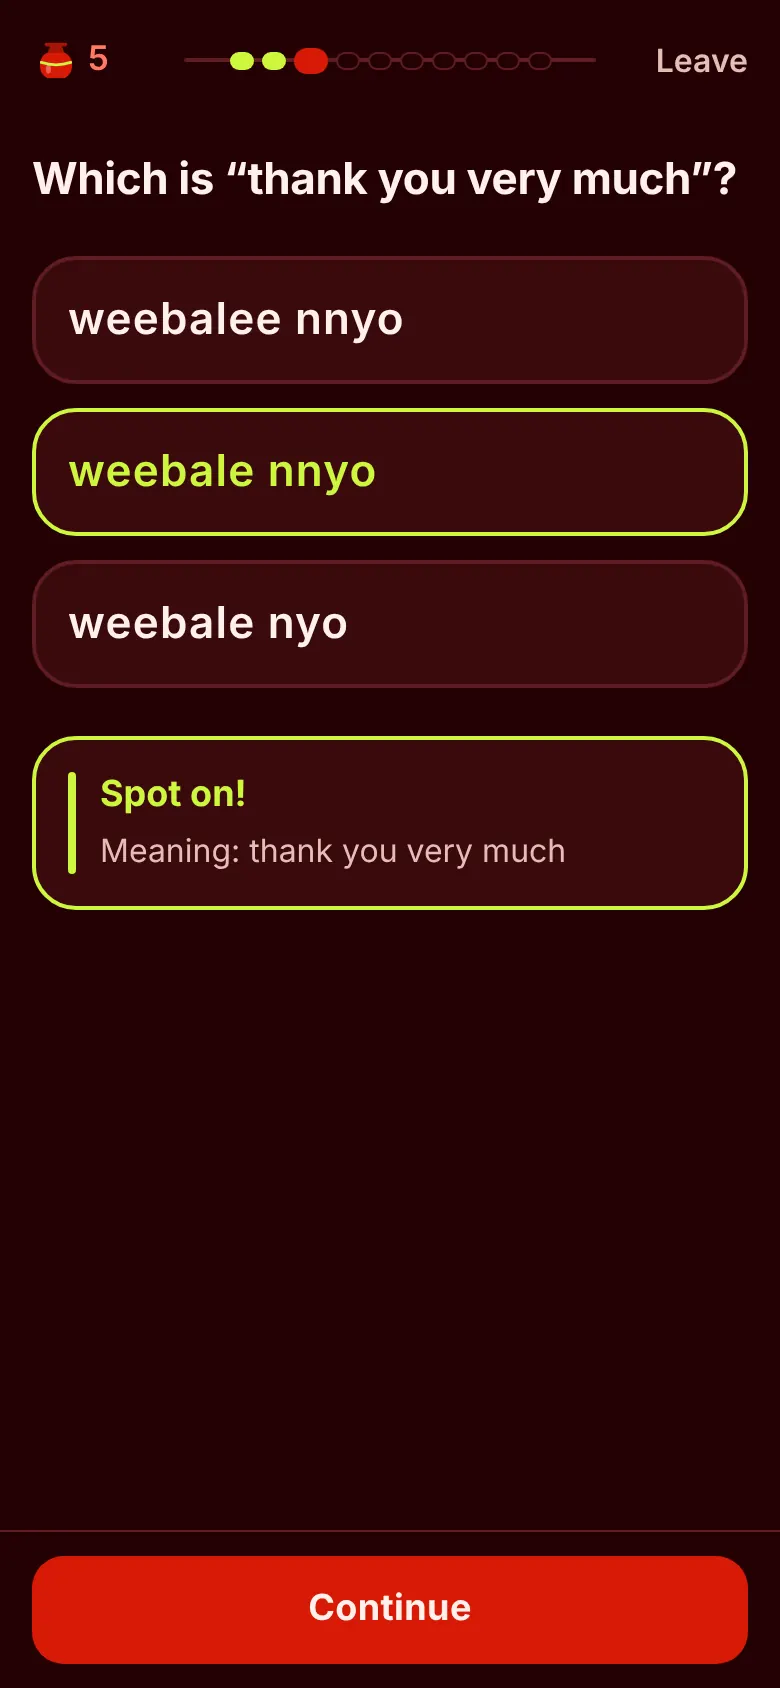 5
Leave
Which is “thank you very much”?
weebalee nnyo
weebale nnyo
weebale nyo
Spot on!
Meaning: thank you very much
Continue